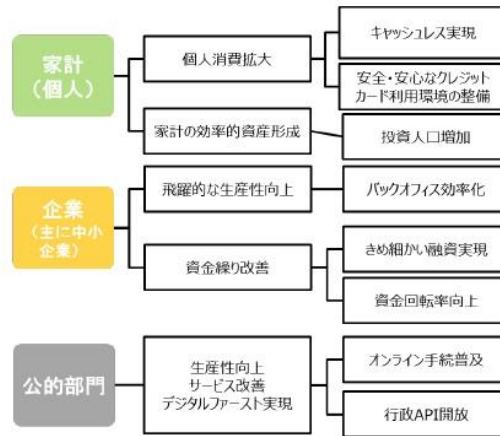 家計
(個人)
個人消費拡大
キャッシュレス実現
安全・安心なクレジット
カード利用環境の整備
家計の効率的資産形成
投資人口増加
企業
(主に中小
企業)
飛躍的な生産性向上
バックオフィス効率化
資金繰り改善
きめ細かい融資実現
資金回転率向上
公的部門
生産性向上
サービス改善
デジタルファースト実現
オンライン手続普及
行政API開放